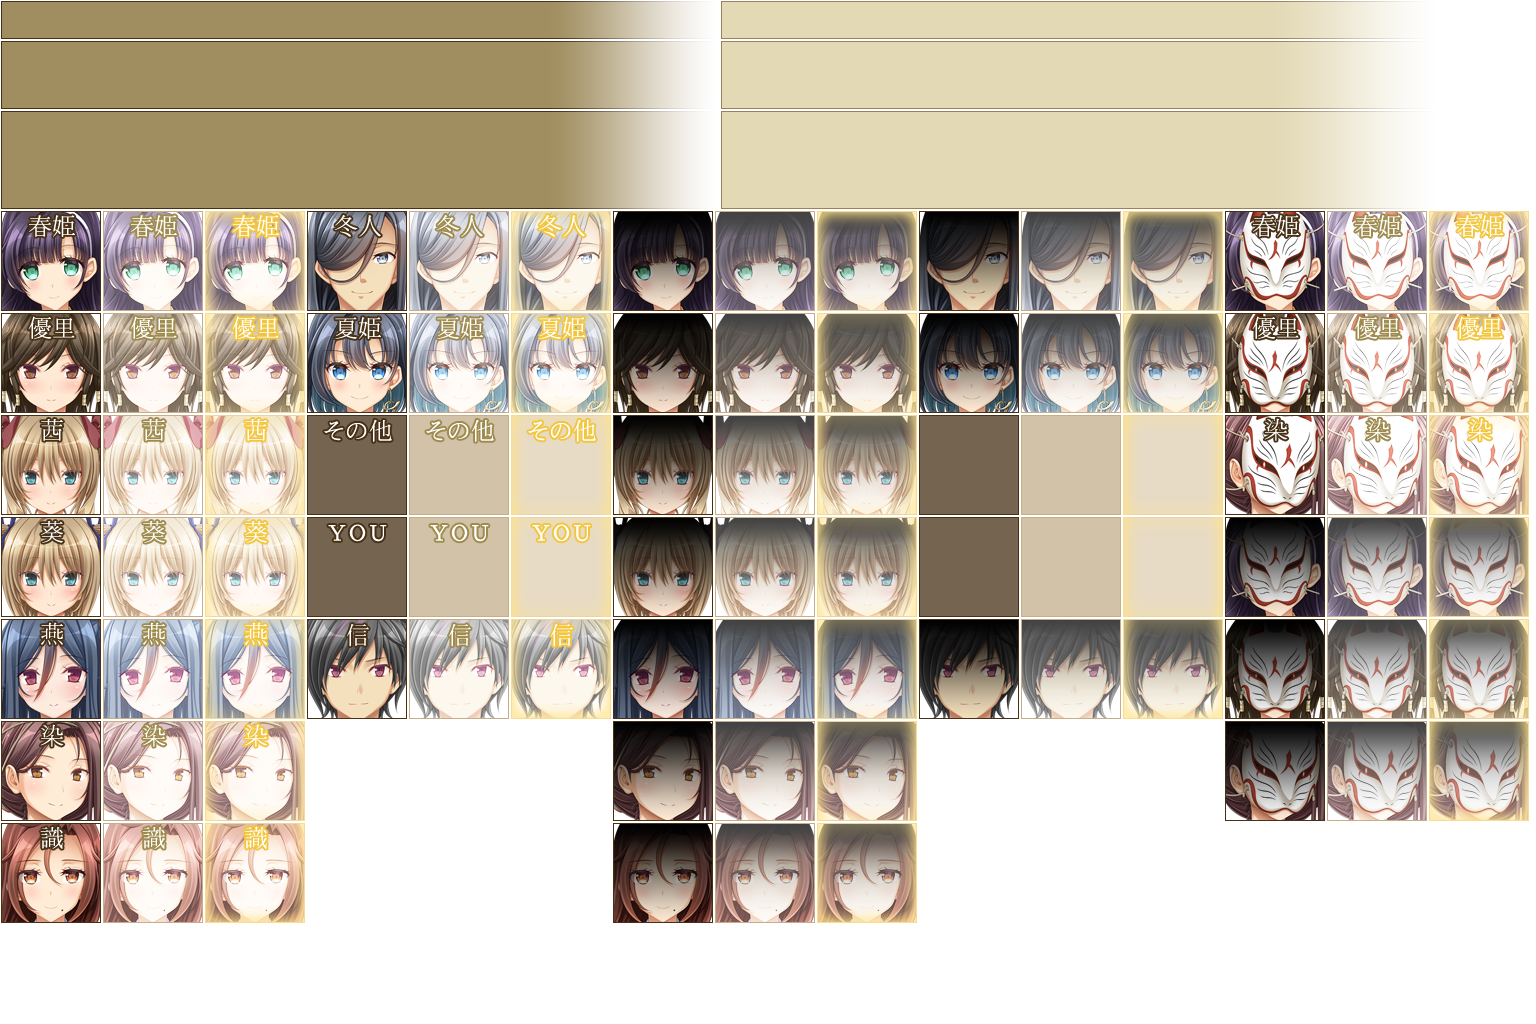 春姫 春姫 春姫 冬人 冬人 冬人 春姫 春姫 春姫
優里 優里 優里 夏姫 夏姫 夏姫 優里 優里 優里
茜 茜 茜 その他 その他 その他 染 染 染
葵 葵 葵 YOU YOU YOU
燕 燕 燕 信 信 信
染 染 染
識 識 識